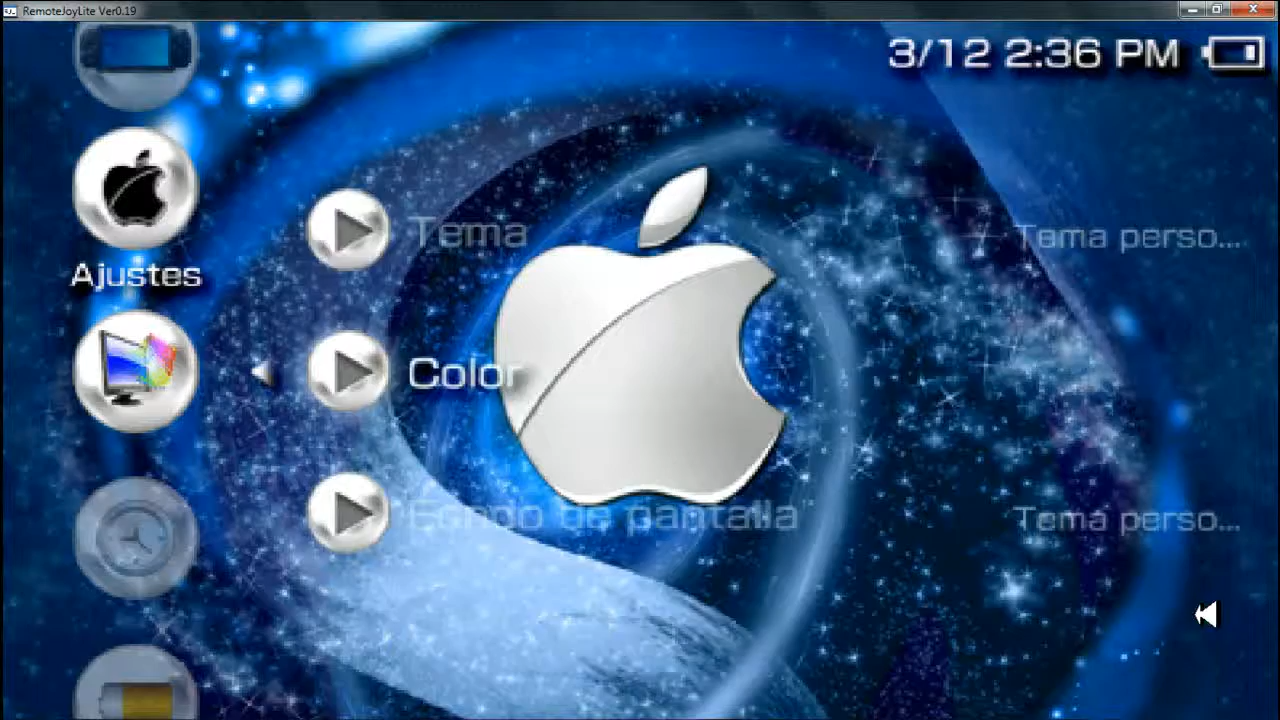 RemoteJoyLite Ver0.19
3/12 2:36 PM
Ajustes
Tema
Tema perso...
Color
Fondo de pantalla
Tema perso...